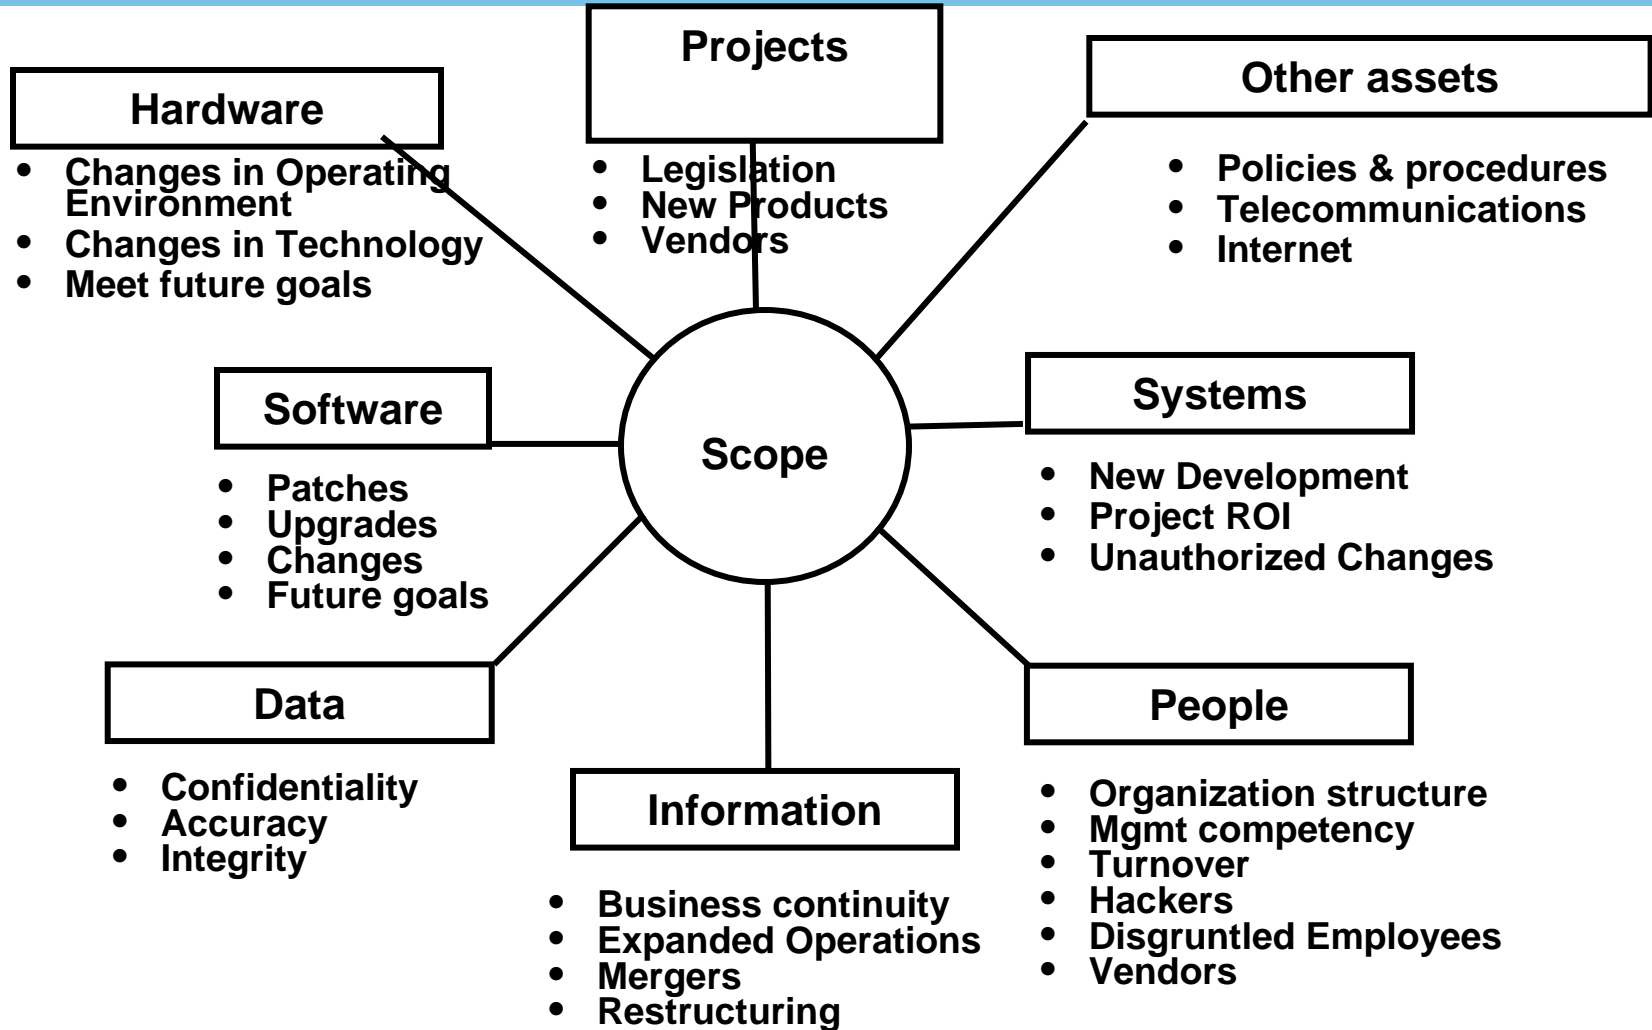 Projects
• Legislation
• New Products
• Vendors
Other assets
• Policies & procedures
• Telecommunications
• Internet
Hardware
• Changes in Operating
Environment
• Changes in Technology
• Meet future goals
Software
• Patches
• Upgrades
• Changes
• Future goals
Scope
Systems
• New Development
• Project ROI
• Unauthorized Changes
Data
• Confidentiality
• Accuracy
• Integrity
Information
• Business continuity
• Expanded Operations
• Mergers
• Restructuring
People
• Organization structure
• Mgmt competency
• Turnover
• Hackers
• Disgruntled Employees
• Vendors